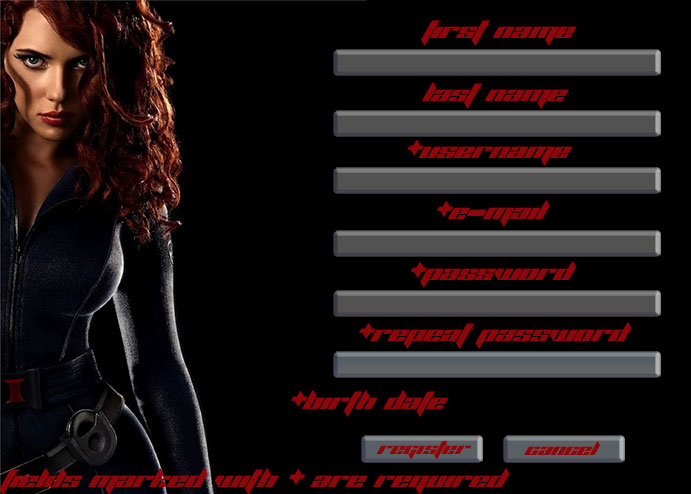 first name
last name
*username
*e-mail
*password
*repeat password
*birth date
register cancel
fields marked with * are required